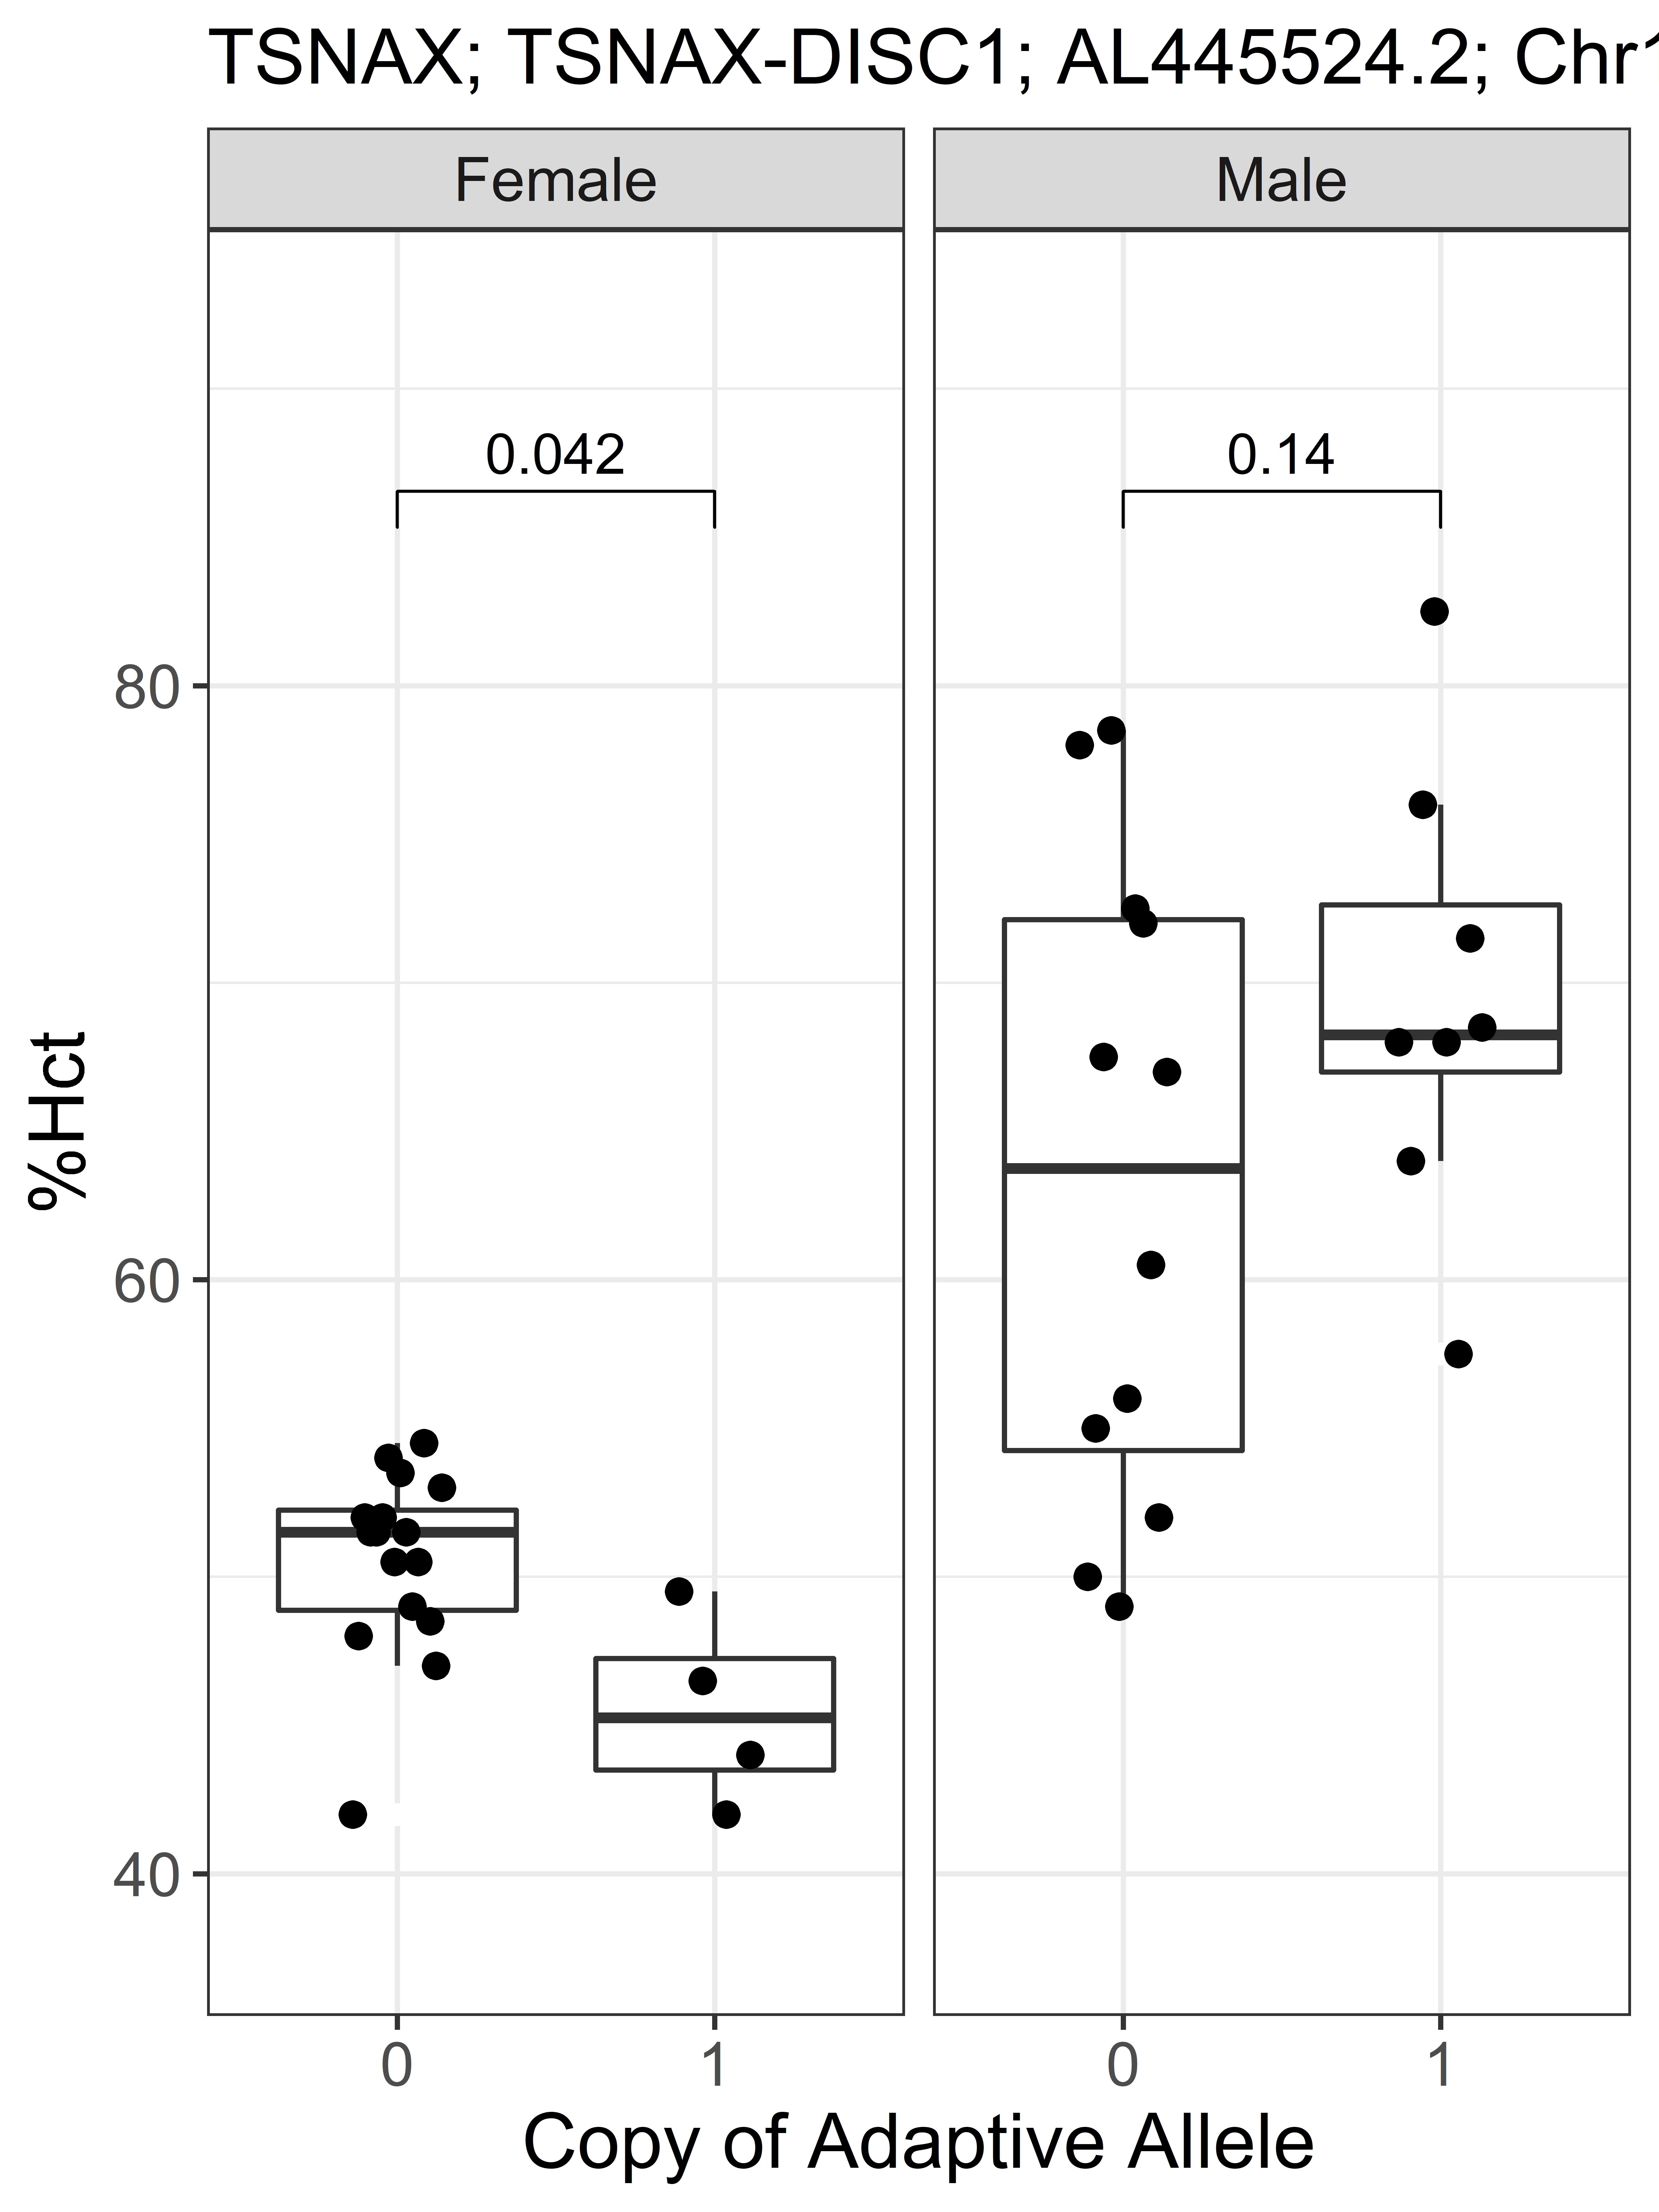 TSNAX; TSNAX-DISC1; AL445524.2; Chr1
Female Male
0.042 0.14
80
60
40
%Hct
0 1 0 1
Copy of Adaptive Allele